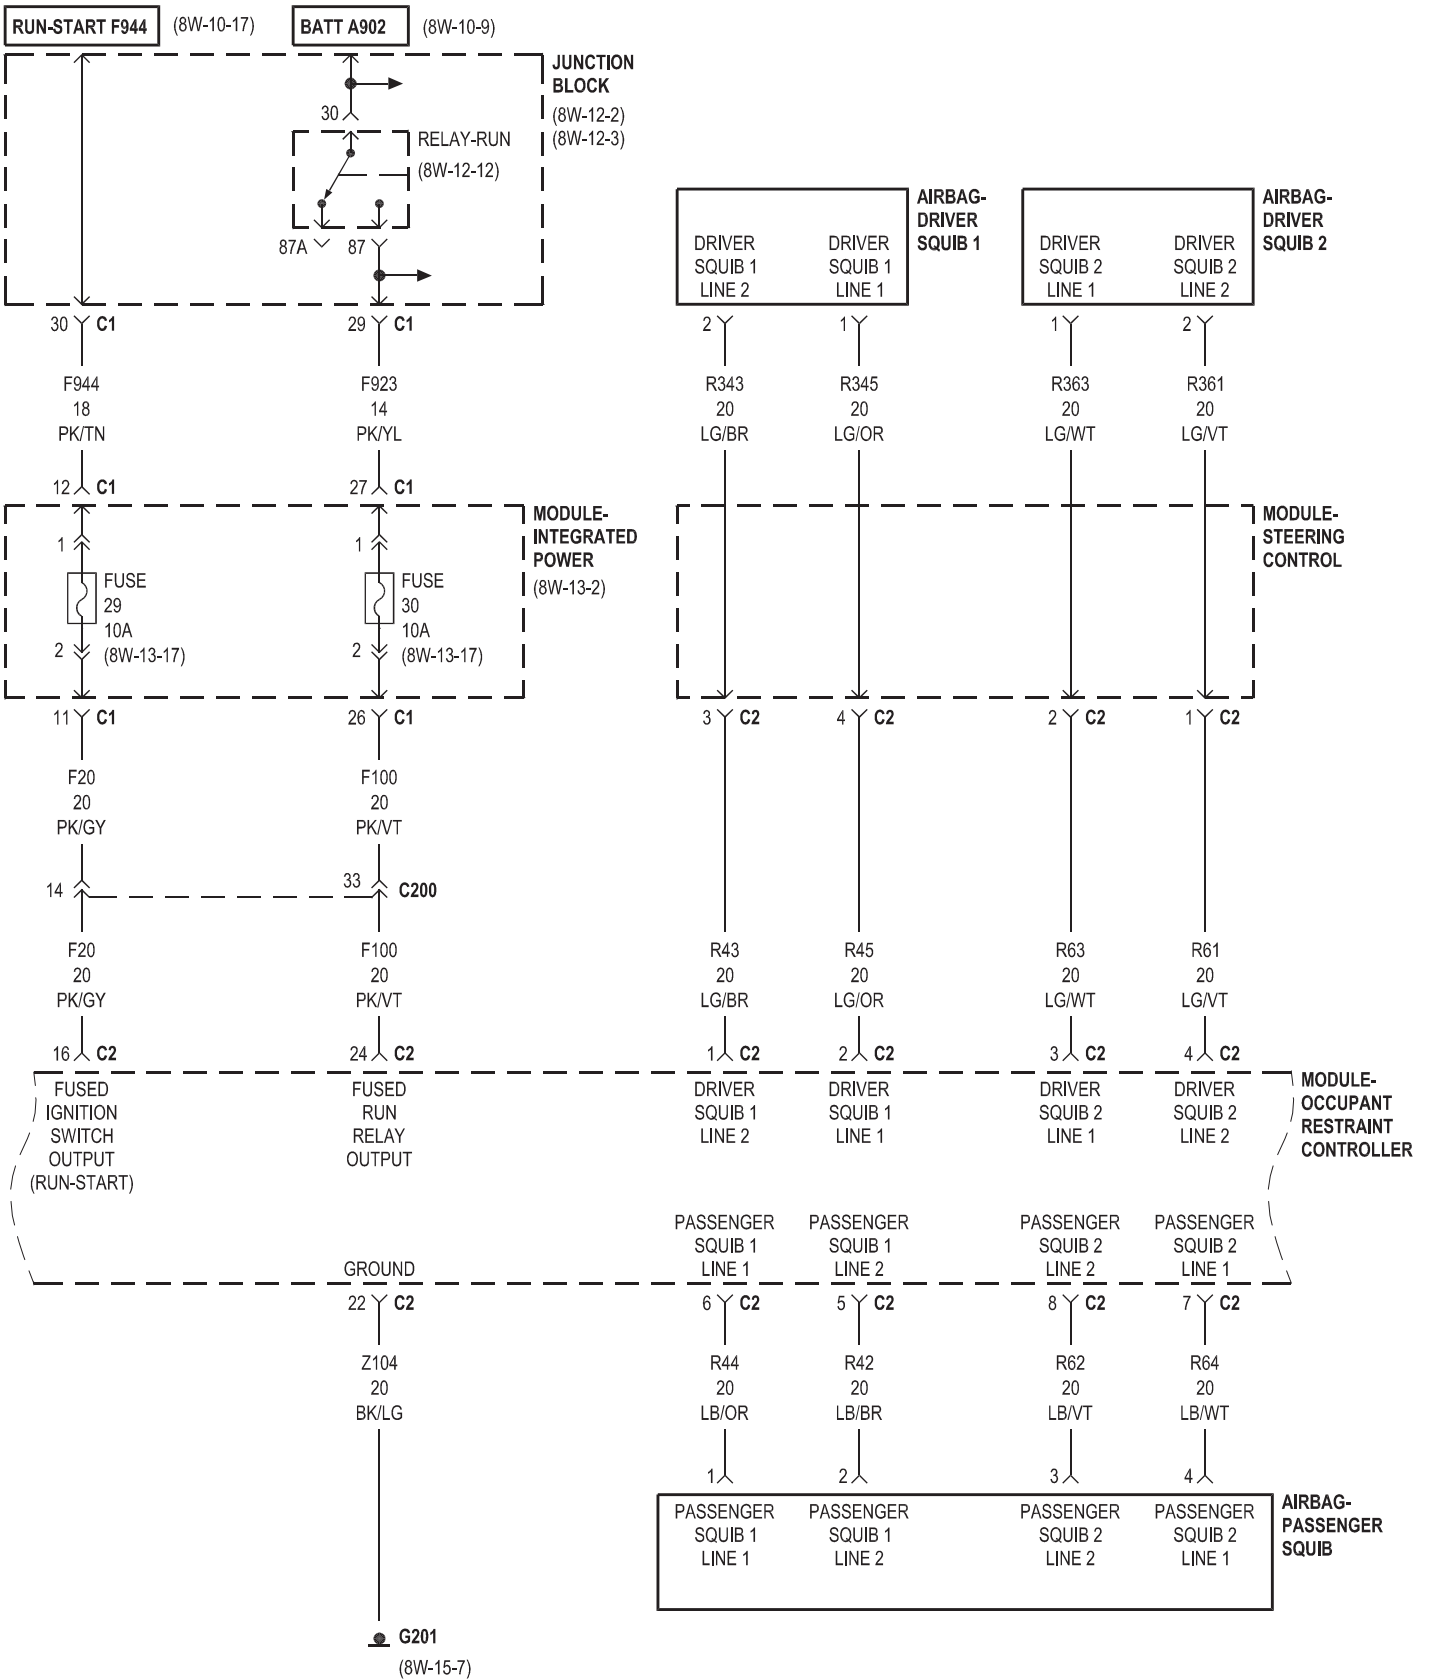 RUN-START F944
(8W-10-17)
BATT A902
(8W-10-9)
JUNCTION
BLOCK
(8W-12-2)
(8W-12-3)
30
RELAY-RUN
(8W-12-12)
87A
87
30 C1
29 C1
F944
18
PK/TN
F923
14
PK/YL
12 C1
27 C1
MODULE-
INTEGRATED
POWER
(8W-13-2)
1
FUSE
29
10A
(8W-13-17)
2
1
FUSE
30
10A
(8W-13-17)
2
11 C1
26 C1
F20
20
PK/GY
F100
20
PK/VT
14
33
C200
F20
20
PK/GY
F100
20
PK/VT
16 C2
24 C2
AIRBAG-
DRIVER
SQUIB 1
DRIVER
SQUIB 1
LINE 2
DRIVER
SQUIB 1
LINE 1
AIRBAG-
DRIVER
SQUIB 2
DRIVER
SQUIB 2
LINE 1
DRIVER
SQUIB 2
LINE 2
2
1
1
2
R343
20
LG/BR
R345
20
LG/OR
R363
20
LG/WT
R361
20
LG/VT
MODULE-
STEERING
CONTROL
3 C2
4 C2
2 C2
1 C2
R43
20
LG/BR
R45
20
LG/OR
R63
20
LG/WT
R61
20
LG/VT
1 C2
2 C2
3 C2
4 C2
MODULE-
OCCUPANT
RESTRAINT
CONTROLLER
FUSED
IGNITION
SWITCH
OUTPUT
(RUN-START)
FUSED
RUN
RELAY
OUTPUT
DRIVER
SQUIB 1
LINE 2
DRIVER
SQUIB 1
LINE 1
DRIVER
SQUIB 2
LINE 1
DRIVER
SQUIB 2
LINE 2
GROUND
PASSENGER
SQUIB 1
LINE 1
PASSENGER
SQUIB 1
LINE 2
PASSENGER
SQUIB 2
LINE 2
PASSENGER
SQUIB 2
LINE 1
22 C2
6 C2
5 C2
8 C2
7 C2
Z104
20
BK/LG
R44
20
LB/OR
R42
20
LB/BR
R62
20
LB/VT
R64
20
LB/WT
1
2
3
4
PASSENGER
SQUIB 1
LINE 1
PASSENGER
SQUIB 1
LINE 2
PASSENGER
SQUIB 2
LINE 2
PASSENGER
SQUIB 2
LINE 1
AIRBAG-
PASSENGER
SQUIB
G201
(8W-15-7)